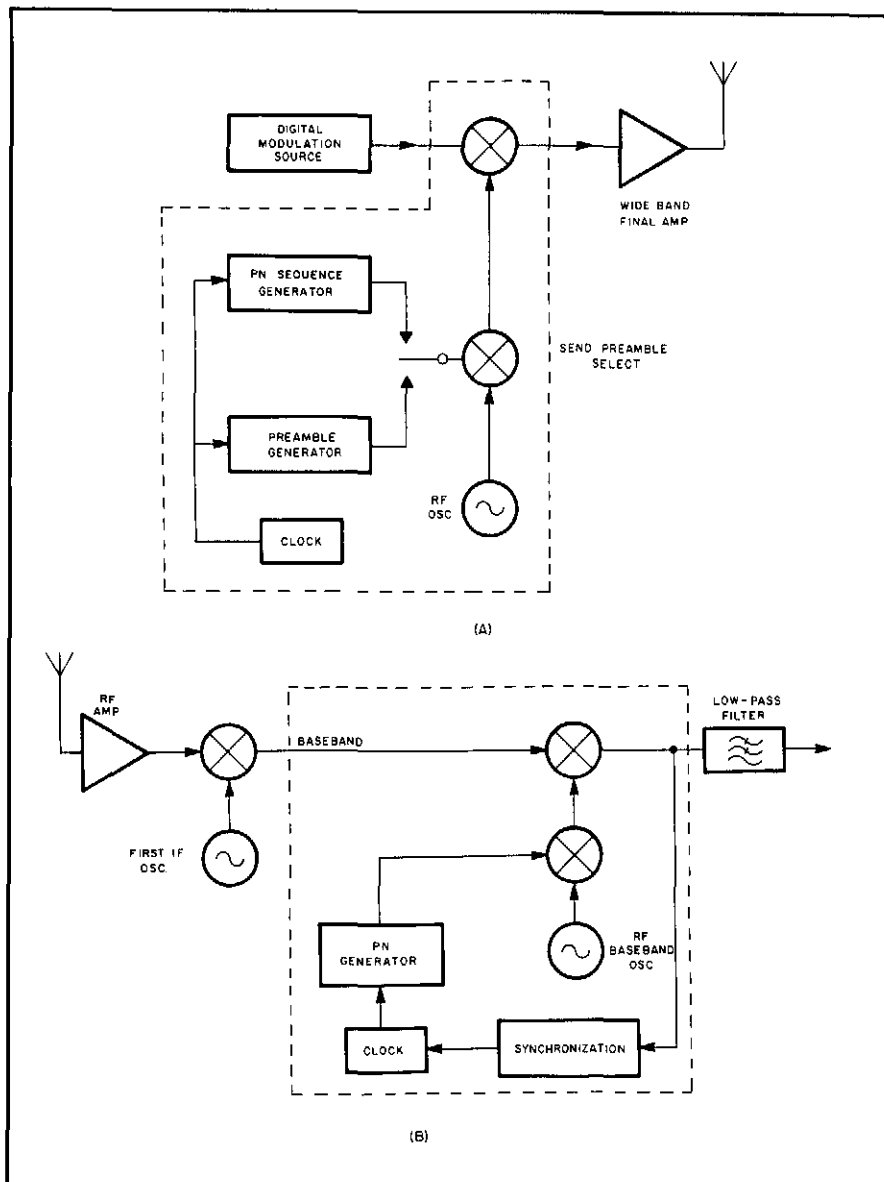 DIGITAL
MODULATION
SOURCE
WIDE BAND
FINAL AMP
PN SEQUENCE
GENERATOR
SEND PREAMBLE
SELECT
PREAMBLE
GENERATOR
RF
OSC
CLOCK
(A)
RF
AMP
LOW-PASS
FILTER
BASEBAND
FIRST IF
OSC.
PN
GENERATOR
RF
BASEBAND
OSC
CLOCK
SYNCHRONIZATION
(B)